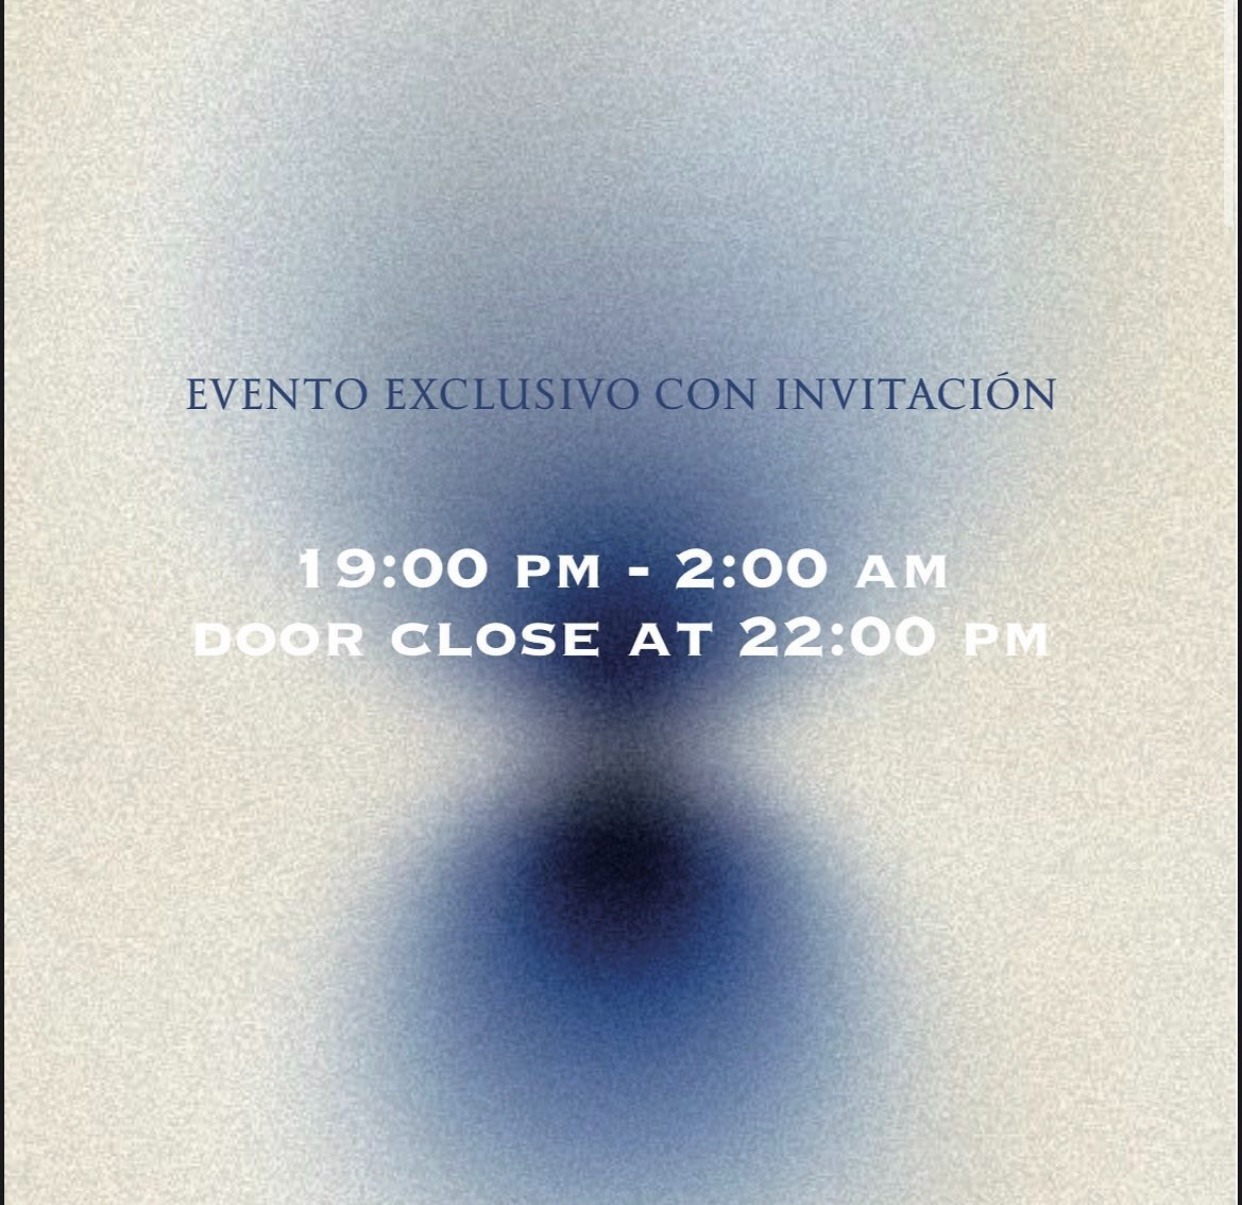 EVENTO EXCLUSIVO CON INVITACIÓN
19:00 PM - 2:00 AM
DOOR CLOSE AT 22:00 PM